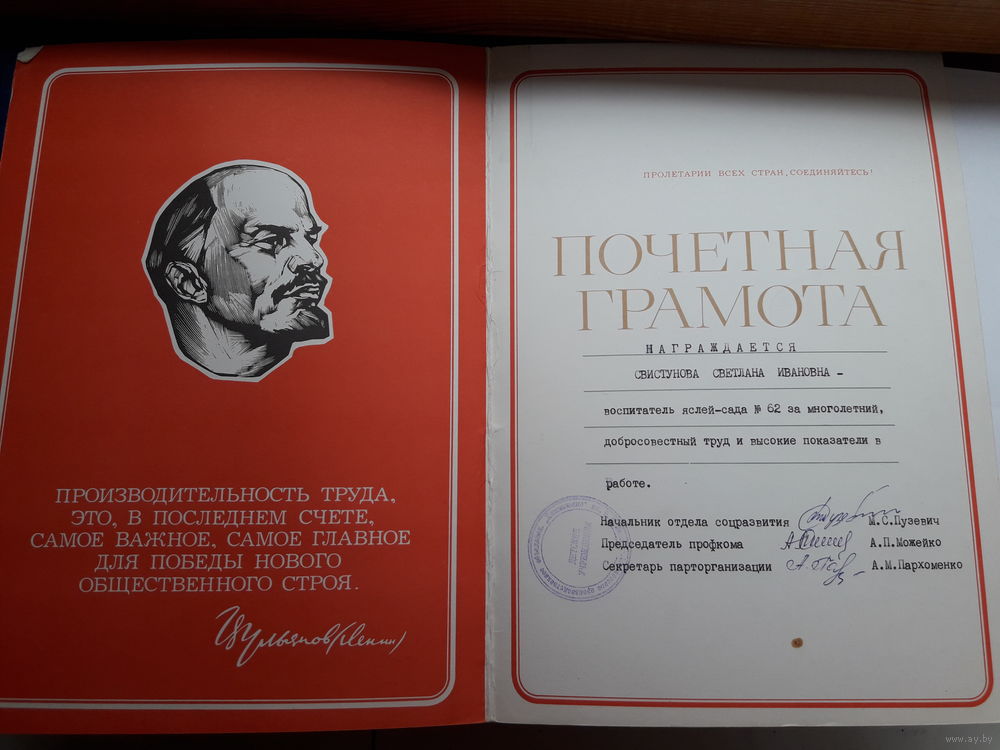 ПРОИЗВОДИТЕЛЬНОСТЬ ТРУДА,
ЭТО, В ПОСЛЕДНЕМ СЧЕТЕ,
САМОЕ ВАЖНОЕ, САМОЕ ГЛАВНОЕ
ДЛЯ ПОБЕДЫ НОВОГО
ОБЩЕСТВЕННОГО СТРОЯ.
В. Ульянов (Ленин)
ПРОЛЕТАРИИ ВСЕХ СТРАН, СОЕДИНЯЙТЕСЬ!
ПОЧЕТНАЯ
ГРАМОТА
НАГРАЖДАЕТСЯ
СВИСТУНОВА СВЕТЛАНА ИВАНОВНА -
воспитатель яслей-сада № 62 за многолетний,
добросовестный труд и высокие показатели в
работе.
Начальник отдела соцразвития М.С.Пузевич
Председатель профкома А.П.Можейко
Секретарь парторганизации А.М.Пархоменко
ДЕТСКИЕ
УЧРЕЖДЕНИЯ
www.ay.by